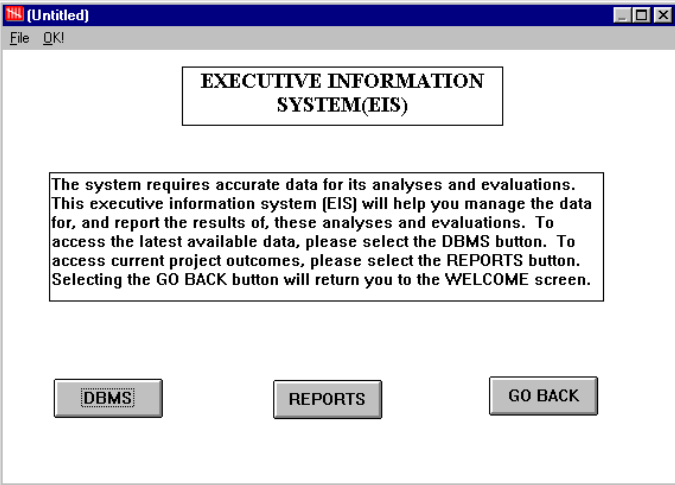 (Untitled)
File OK!
EXECUTIVE INFORMATION
SYSTEM(EIS)
The system requires accurate data for its analyses and evaluations.
This executive information system (EIS) will help you manage the data
for, and report the results of, these analyses and evaluations.  To
access the latest available data, please select the DBMS button.  To
access current project outcomes, please select the REPORTS button.
Selecting the GO BACK button will return you to the WELCOME screen.
DBMS REPORTS GO BACK